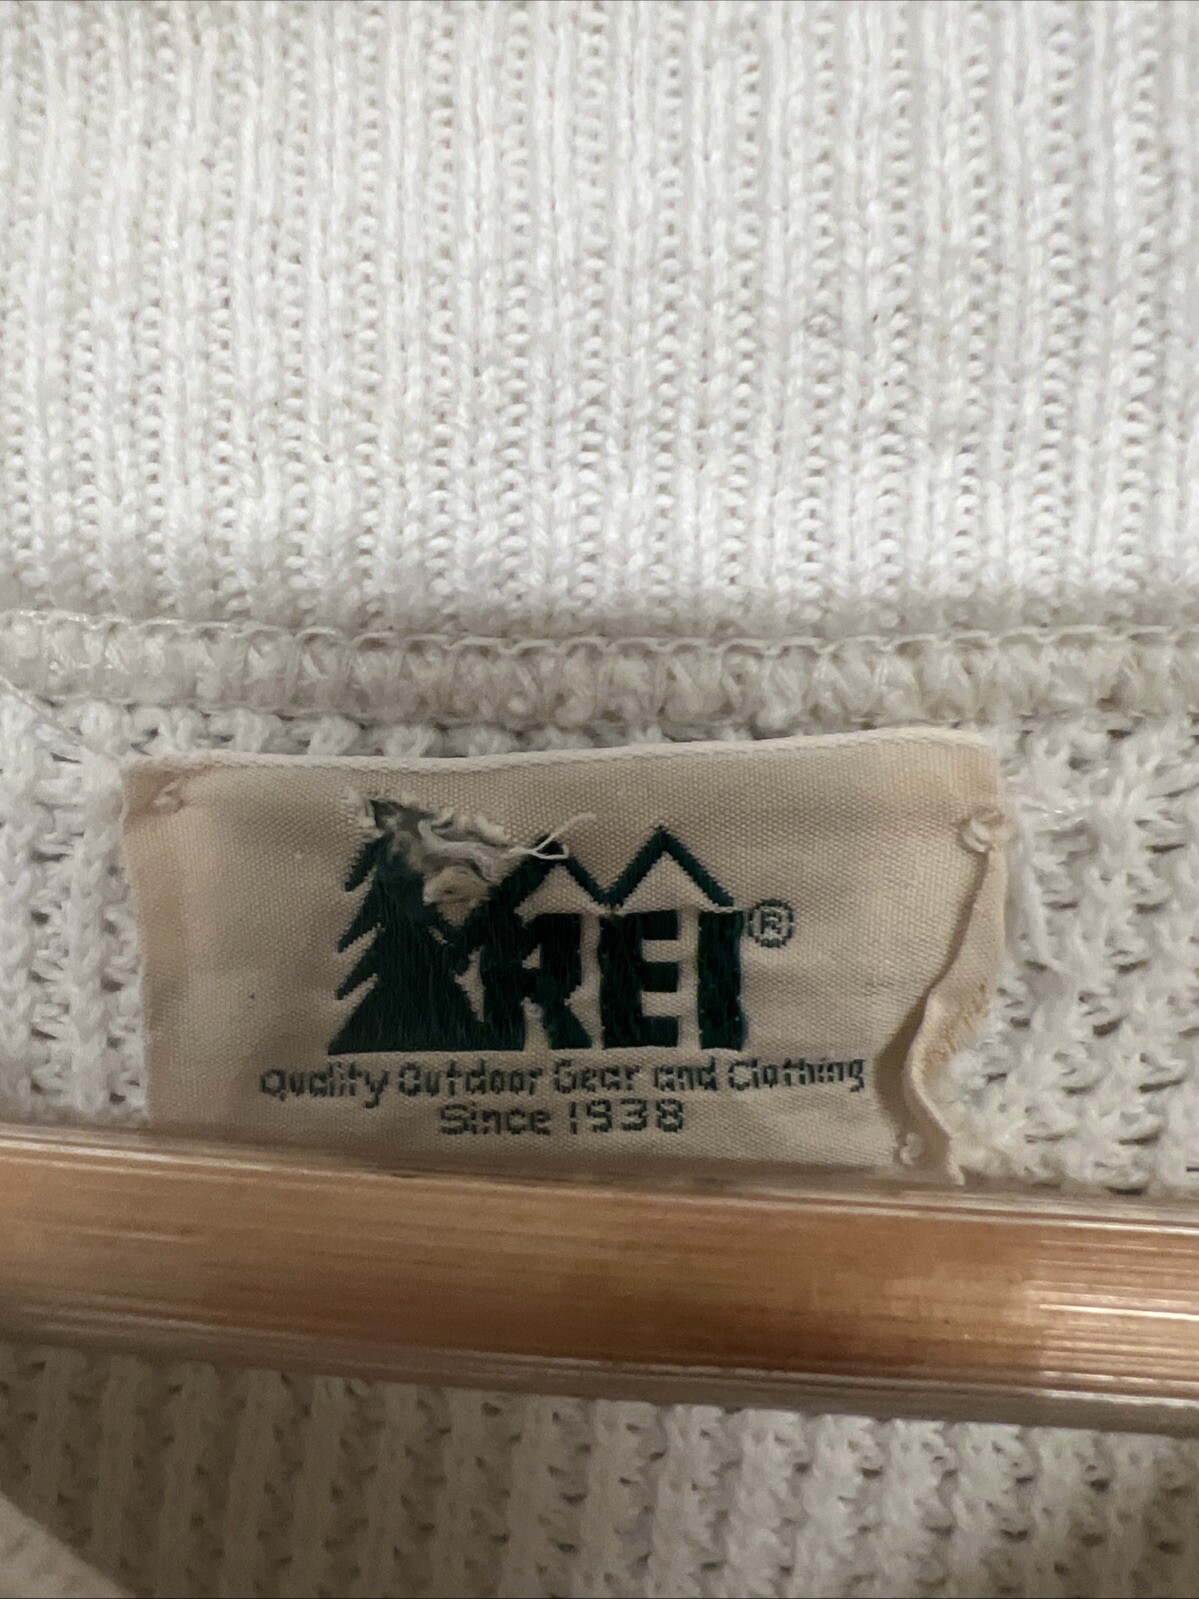 REI®
Quality Outdoor Gear and Clothing
Since 1938